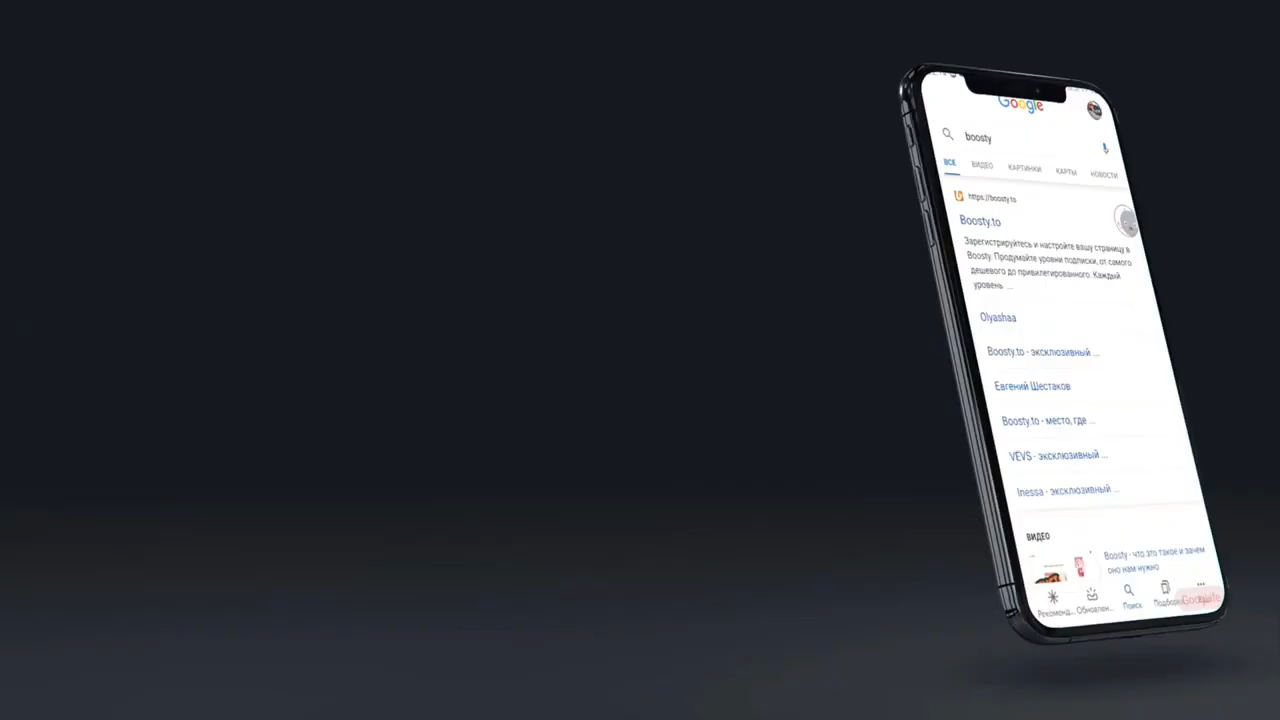 Google
boosty
ВСЕ ВИДЕО КАРТИНКИ КАРТЫ НОВОСТИ
https://boosty.to
Boosty.to
Зарегистрируйтесь и настройте вашу страницу в
Boosty. Продумайте уровни подписки, от самого
дешевого до привилегированного. Каждый
уровень ...
Olyashaa
Boosty.to - эксклюзивный ...
Евгений Шестаков
Boosty.to - место, где ...
VEVS - эксклюзивный ...
Inessa - эксклюзивный ...
ВИДЕО
Boosty - что это такое и зачем
оно нам нужно
Рекоменд... Обновлен... Поиск